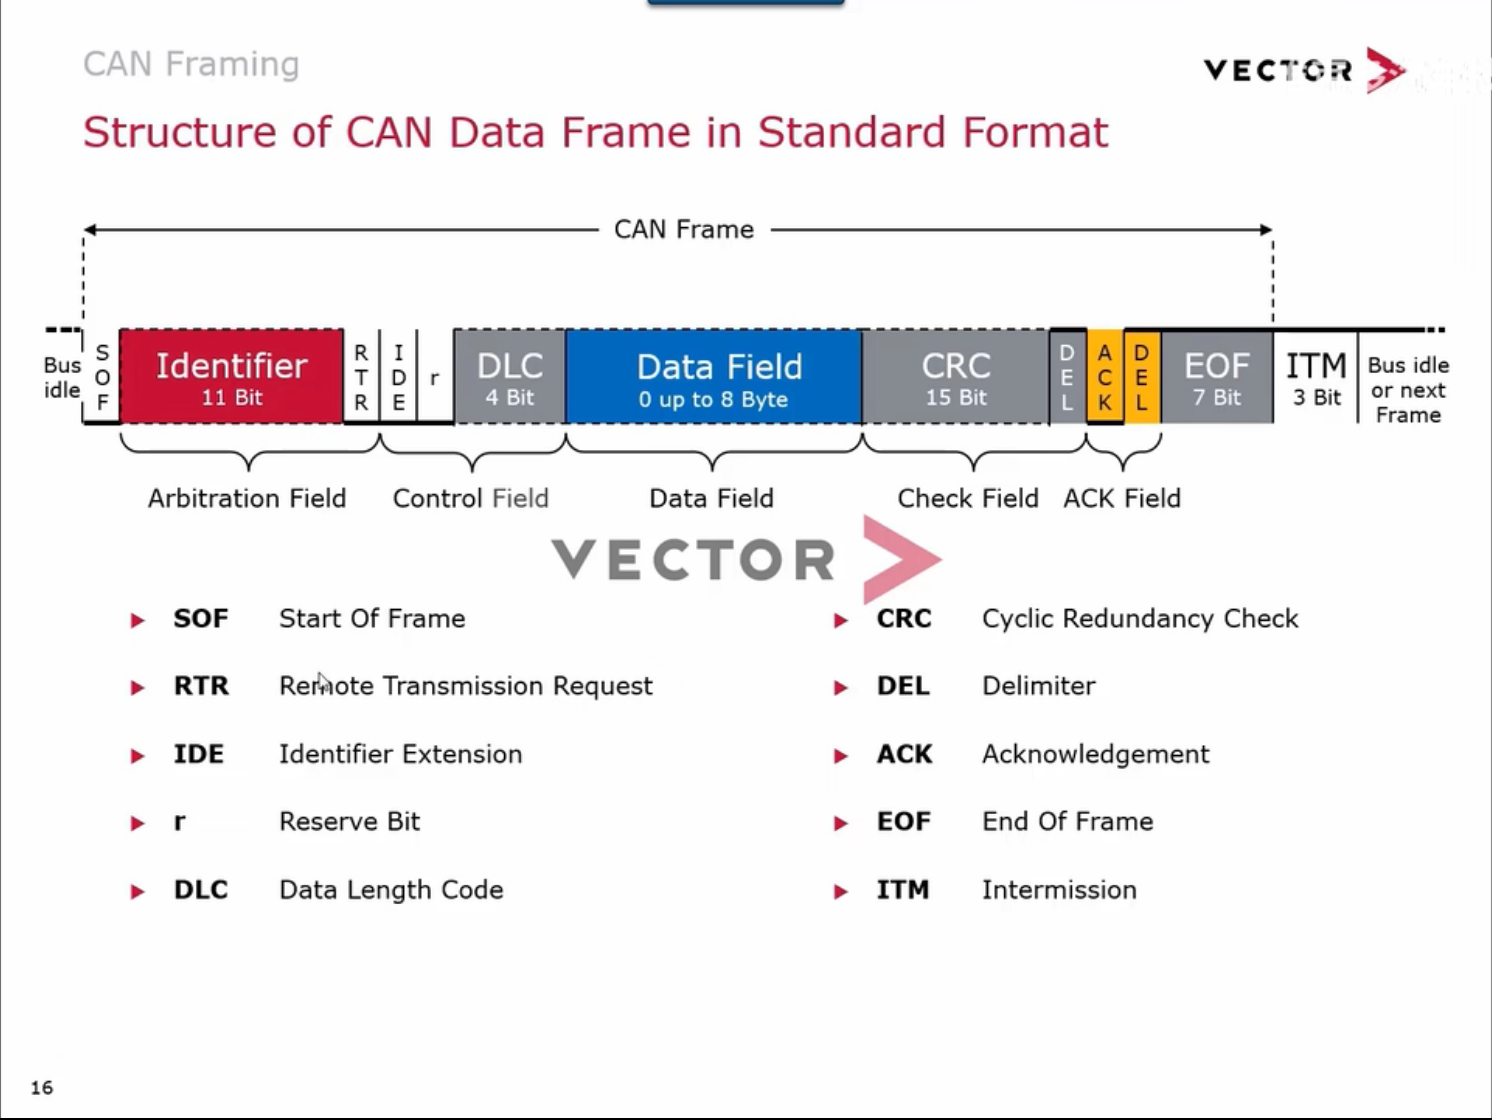 CAN Framing
VECTOR
Structure of CAN Data Frame in Standard Format
CAN Frame
Bus idle
SOF
Identifier
11 Bit
RTR
IDE
r
DLC
4 Bit
Data Field
0 up to 8 Byte
CRC
15 Bit
DEL
ACK
DEL
EOF
7 Bit
ITM
3 Bit
Bus idle
or next
Frame
Arbitration Field
Control Field
Data Field
Check Field
ACK Field
VECTOR
SOF Start Of Frame
RTR Remote Transmission Request
IDE Identifier Extension
r Reserve Bit
DLC Data Length Code
CRC Cyclic Redundancy Check
DEL Delimiter
ACK Acknowledgement
EOF End Of Frame
ITM Intermission
16